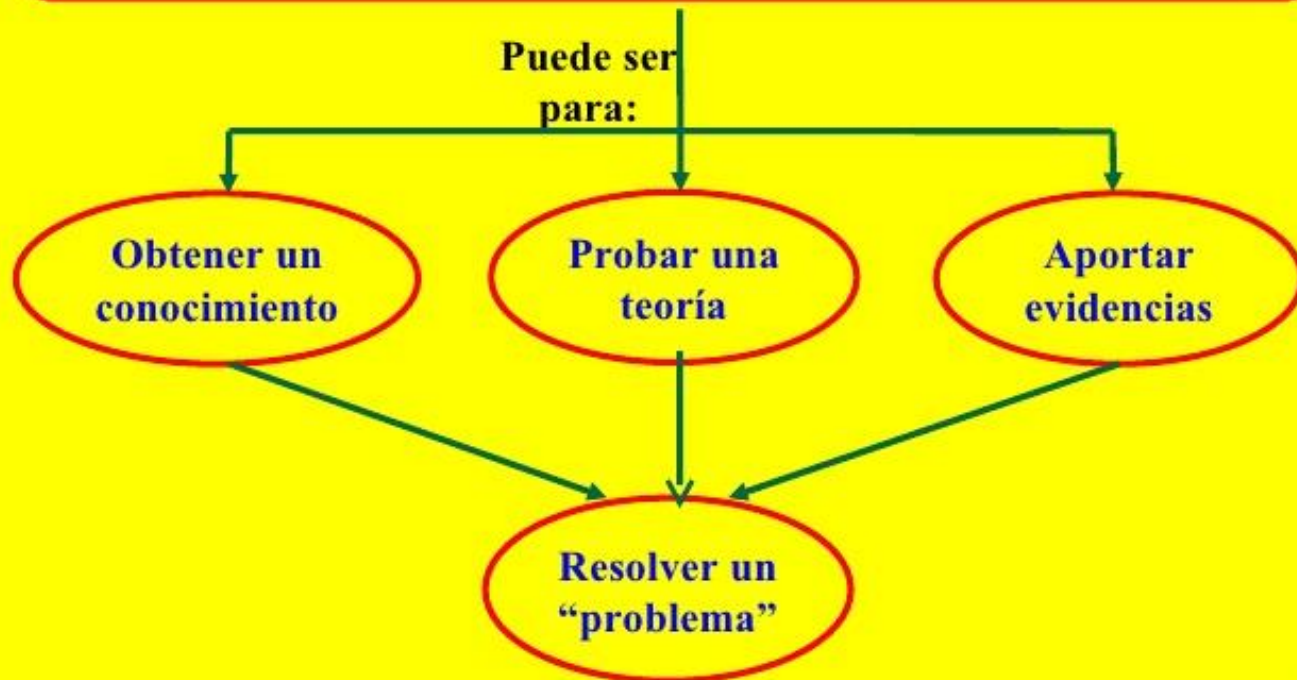 Puede ser
para:
Obtener un
conocimiento
Probar una
teoría
Aportar
evidencias
Resolver un
“problema”